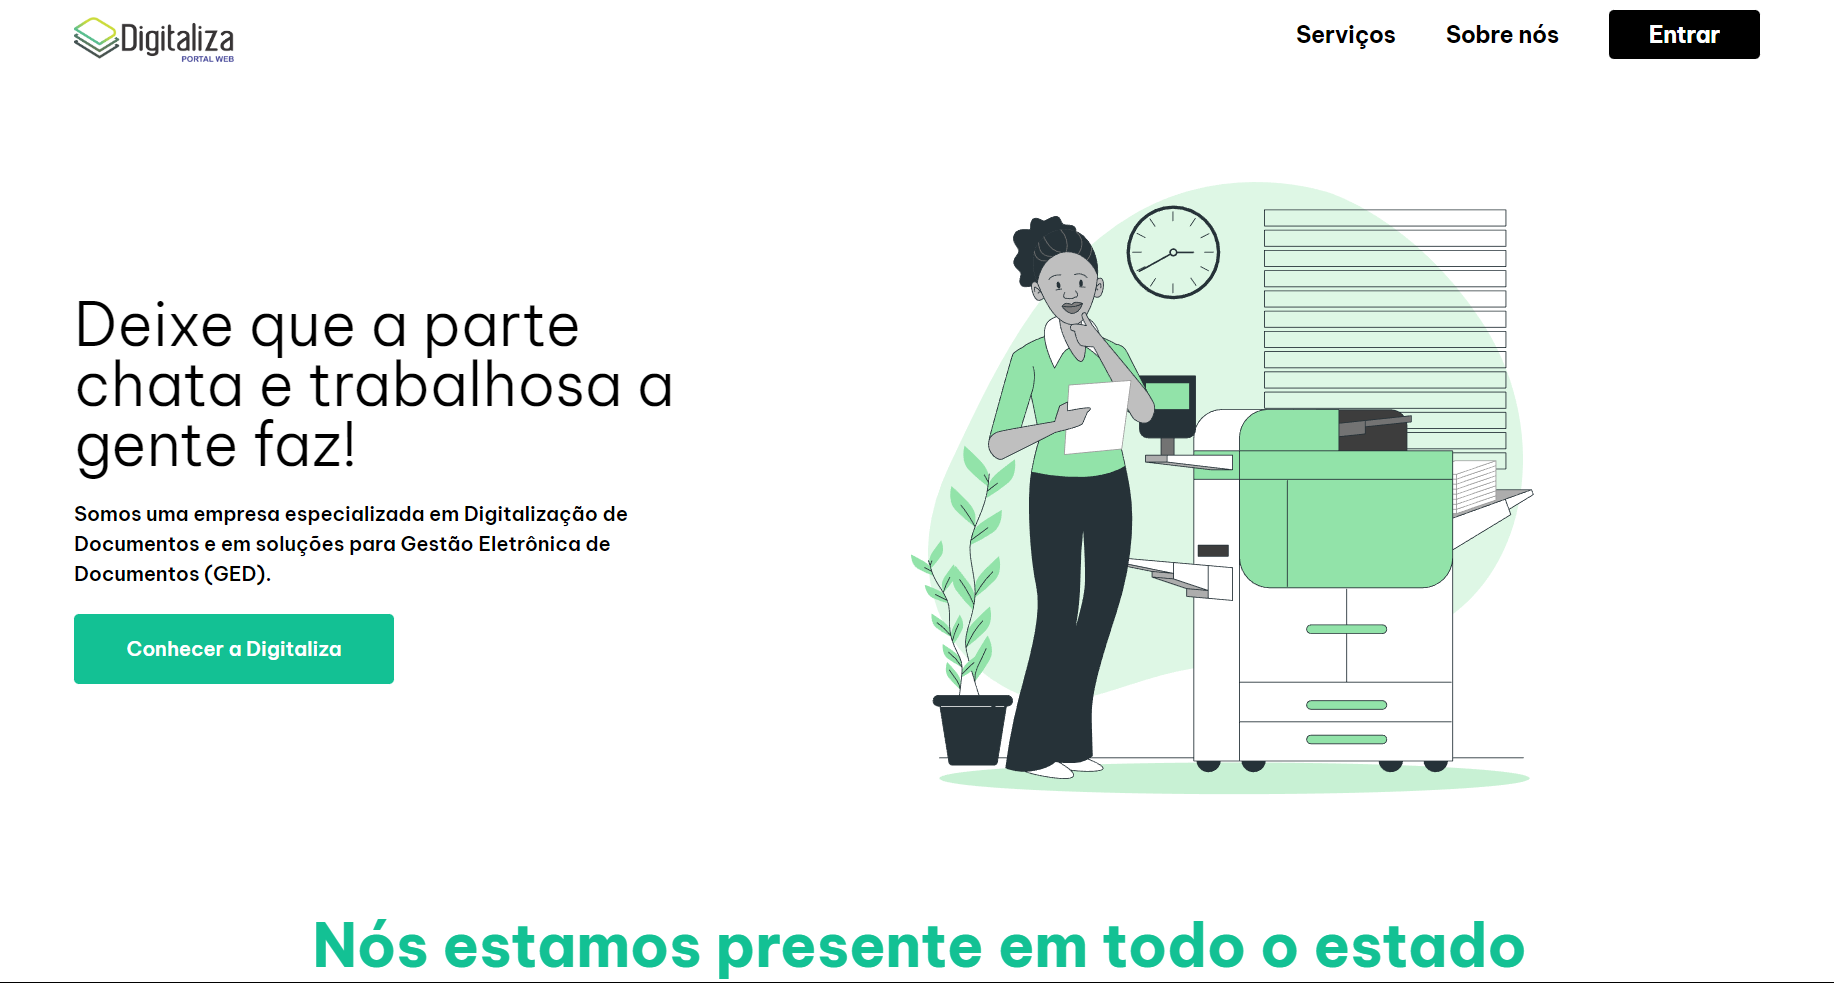 Digitaliza
PORTAL WEB
Serviços
Sobre nós
Entrar
Deixe que a parte
chata e trabalhosa a
gente faz!
Somos uma empresa especializada em Digitalização de
Documentos e em soluções para Gestão Eletrônica de
Documentos (GED).
Conhecer a Digitaliza
Nós estamos presente em todo o estado